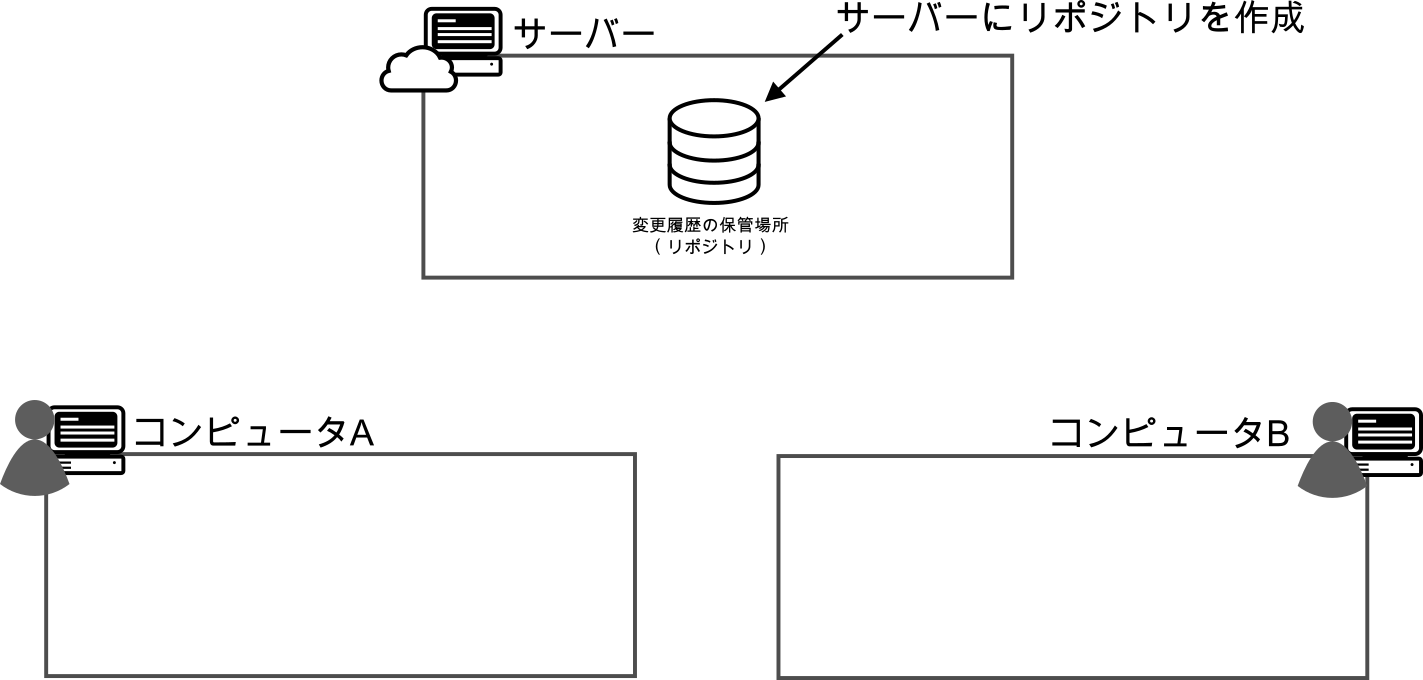 サーバー
サーバーにリポジトリを作成
変更履歴の保管場所
（リポジトリ）
コンピュータA
コンピュータB